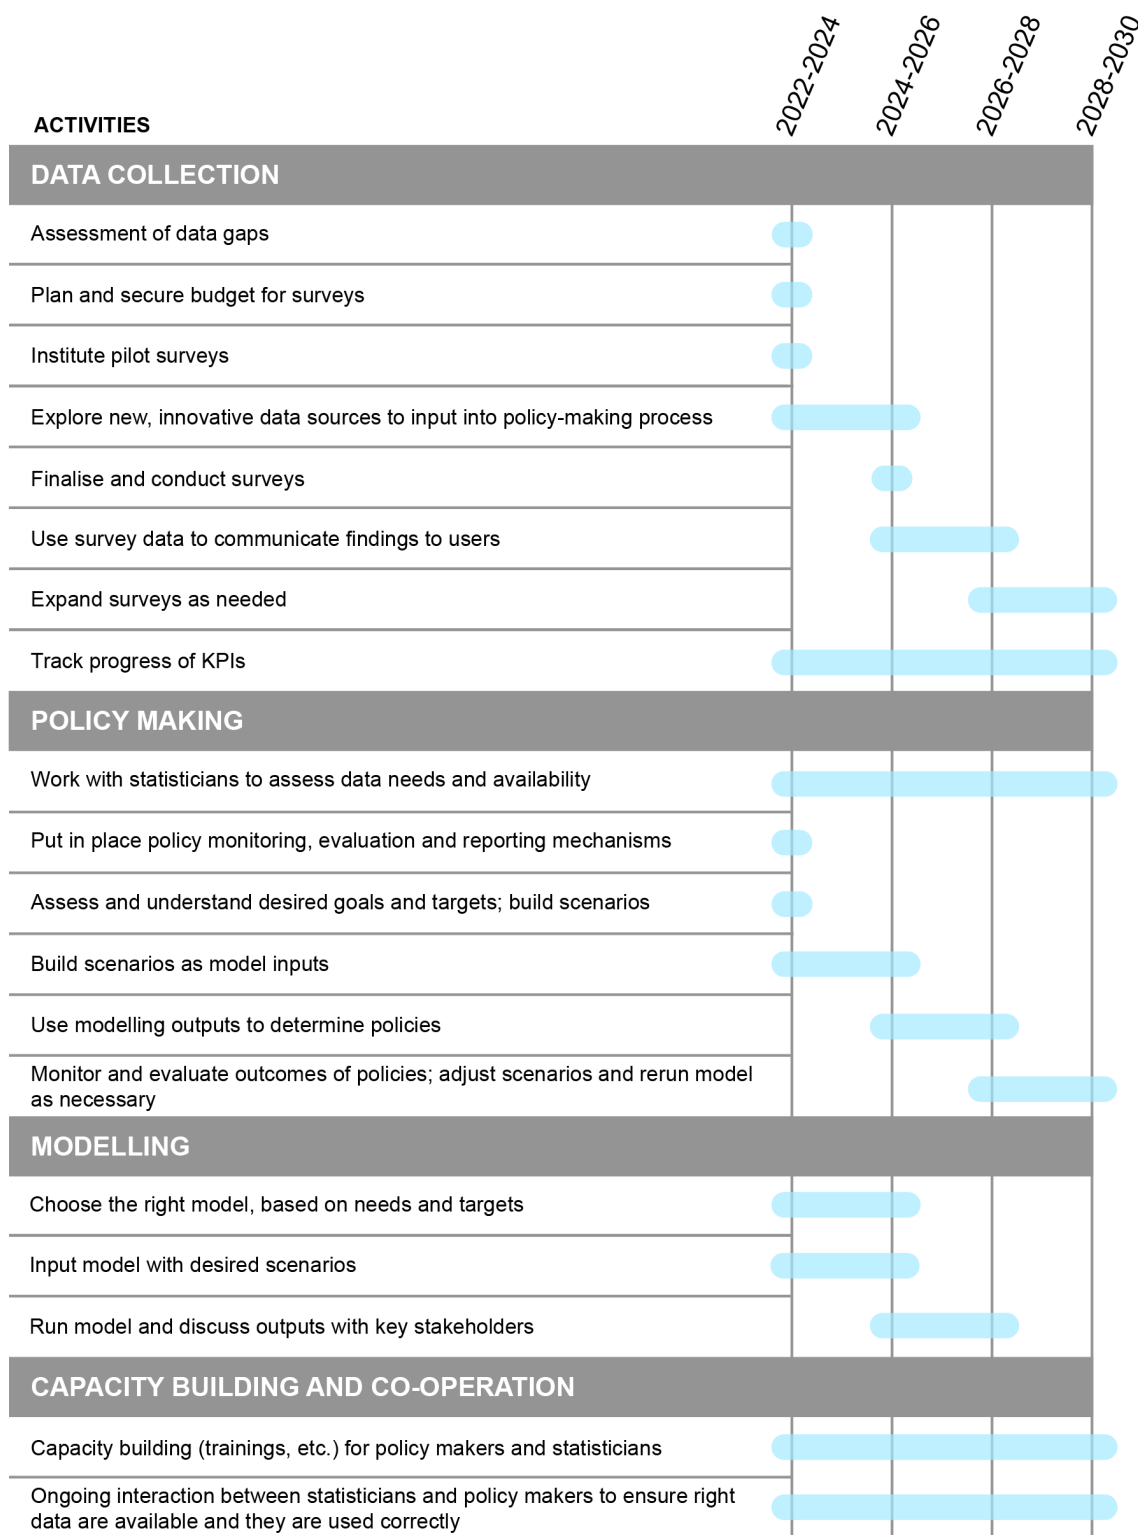 2022-2024
2024-2026
2026-2028
2028-2030
ACTIVITIES
DATA COLLECTION
Assessment of data gaps
Plan and secure budget for surveys
Institute pilot surveys
Explore new, innovative data sources to input into policy-making process
Finalise and conduct surveys
Use survey data to communicate findings to users
Expand surveys as needed
Track progress of KPIs
POLICY MAKING
Work with statisticians to assess data needs and availability
Put in place policy monitoring, evaluation and reporting mechanisms
Assess and understand desired goals and targets; build scenarios
Build scenarios as model inputs
Use modelling outputs to determine policies
Monitor and evaluate outcomes of policies; adjust scenarios and rerun model
as necessary
MODELLING
Choose the right model, based on needs and targets
Input model with desired scenarios
Run model and discuss outputs with key stakeholders
CAPACITY BUILDING AND CO-OPERATION
Capacity building (trainings, etc.) for policy makers and statisticians
Ongoing interaction between statisticians and policy makers to ensure right
data are available and they are used correctly